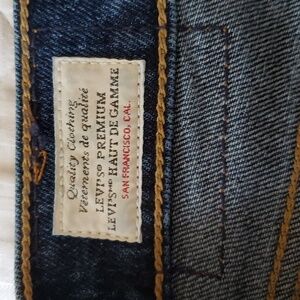 Quality Clothing
Vêtements de qualité
LEVI'S® PREMIUM
LEVI'S® HAUT DE GAMME
SAN FRANCISCO, CAL.